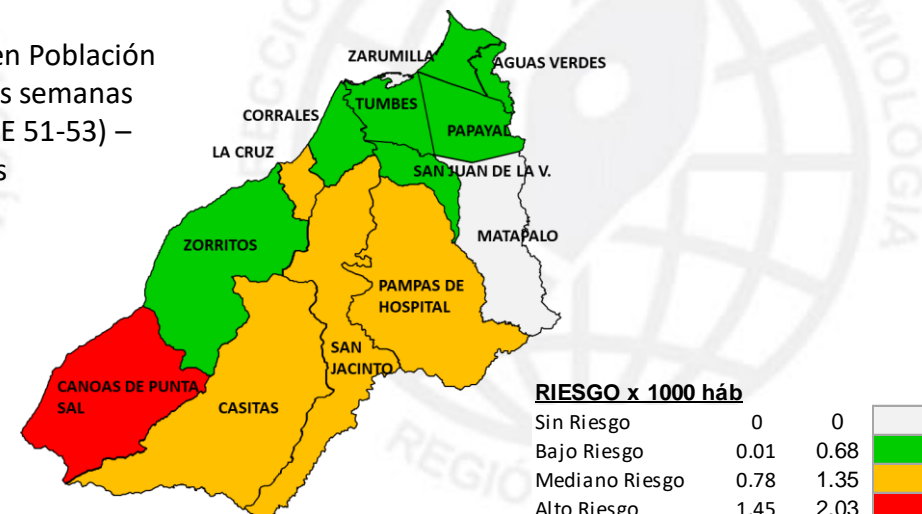 en Población
s semanas
E 51-53) –
s
ZARUMILLA
AGUAS VERDES
CORRALES
TUMBES
PAPAYAL
LA CRUZ
SAN JUAN DE LA V.
ZORRITOS
MATAPALO
PAMPAS DE
HOSPITAL
SAN
JACINTO
CANOAS DE PUNTA
SAL
CASITAS
RIESGO x 1000 háb
Sin Riesgo 0 0
Bajo Riesgo 0.01 0.68
Mediano Riesgo 0.78 1.35
Alto Riesgo 1.45 2.03